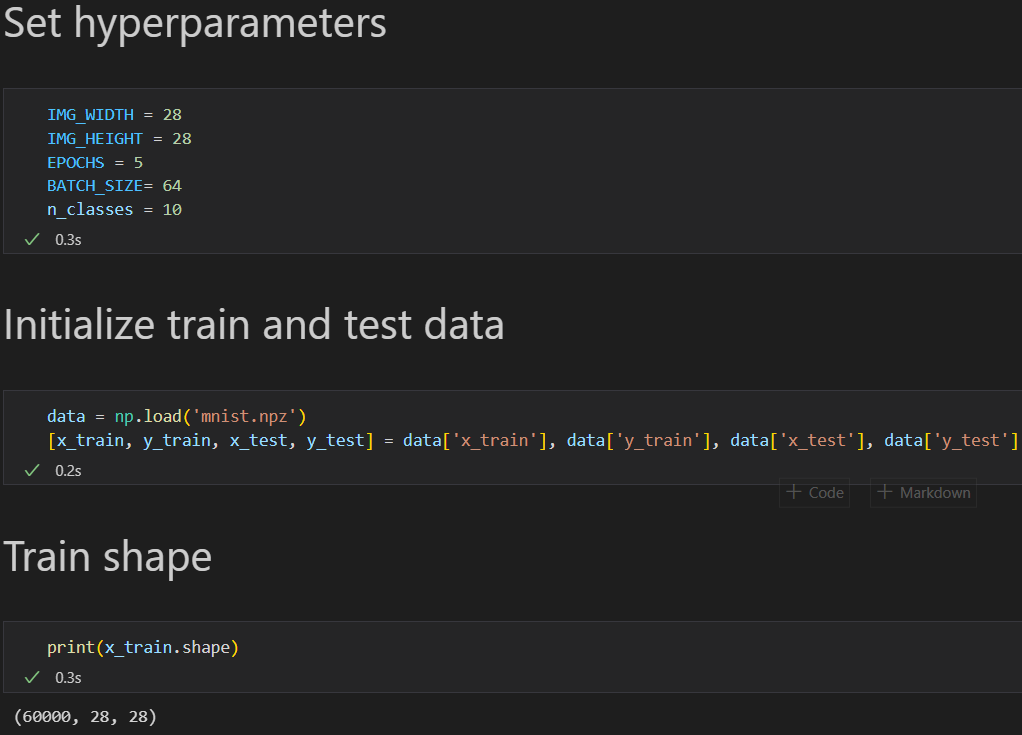 Set hyperparameters
IMG_WIDTH = 28
IMG_HEIGHT = 28
EPOCHS = 5
BATCH_SIZE= 64
n_classes = 10
✓ 0.3s
Initialize train and test data
data = np.load('mnist.npz')
[x_train, y_train, x_test, y_test] = data['x_train'], data['y_train'], data['x_test'], data['y_test']
✓ 0.2s
+ Code + Markdown
Train shape
print(x_train.shape)
✓ 0.3s
(60000, 28, 28)